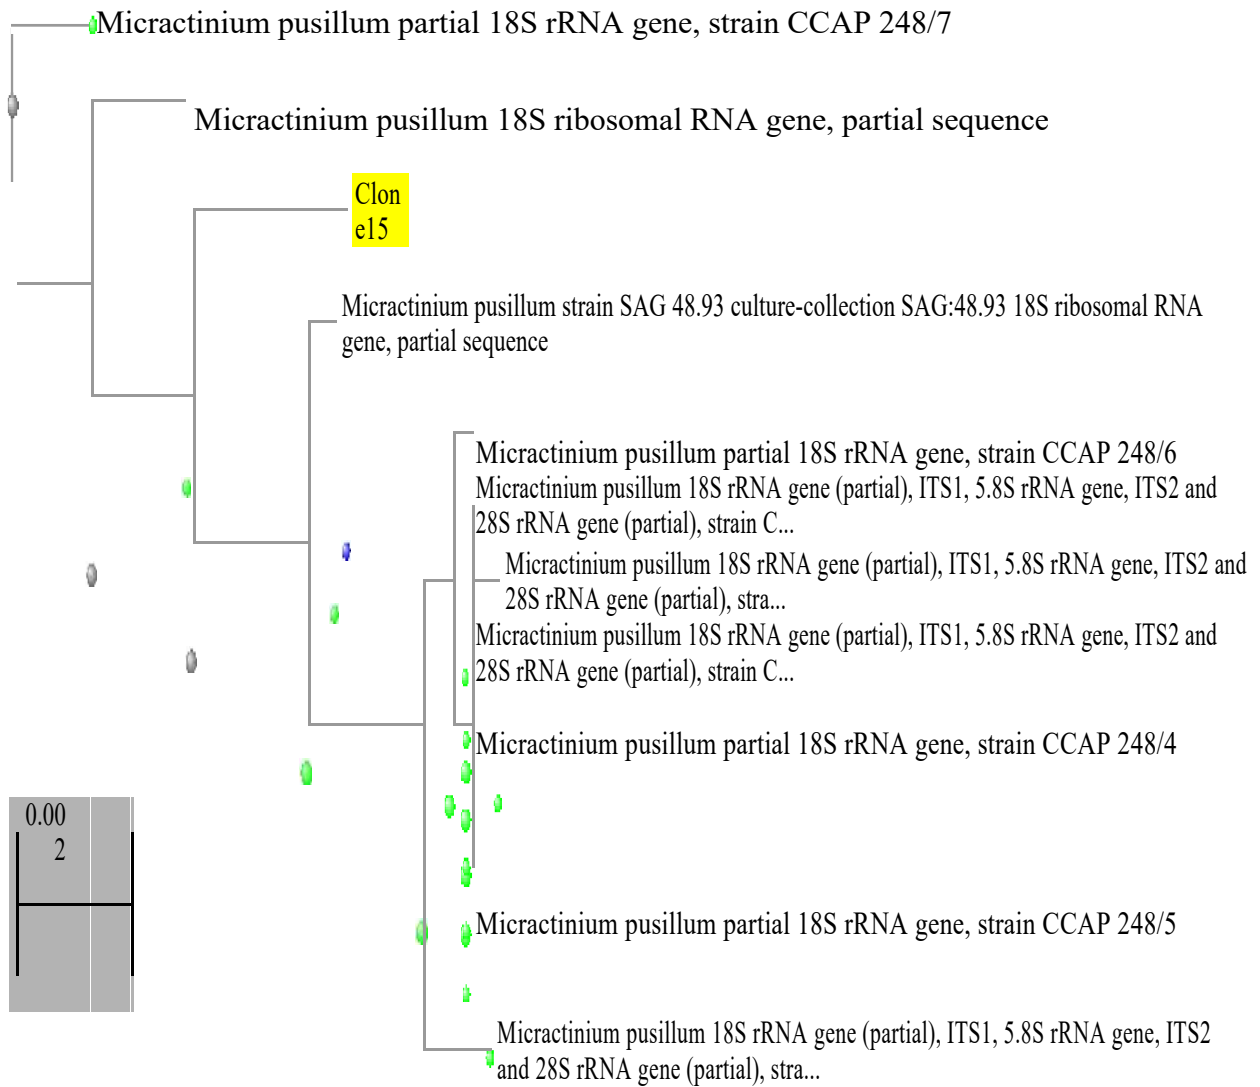 Micractinium pusillum partial 18S rRNA gene, strain CCAP 248/7
Micractinium pusillum 18S ribosomal RNA gene, partial sequence
Clon
e15
Micractinium pusillum strain SAG 48.93 culture-collection SAG:48.93 18S ribosomal RNA
gene, partial sequence
Micractinium pusillum partial 18S rRNA gene, strain CCAP 248/6
Micractinium pusillum 18S rRNA gene (partial), ITS1, 5.8S rRNA gene, ITS2 and
28S rRNA gene (partial), strain C...
Micractinium pusillum 18S rRNA gene (partial), ITS1, 5.8S rRNA gene, ITS2 and
28S rRNA gene (partial), stra...
Micractinium pusillum 18S rRNA gene (partial), ITS1, 5.8S rRNA gene, ITS2 and
28S rRNA gene (partial), strain C...
Micractinium pusillum partial 18S rRNA gene, strain CCAP 248/4
0.00
2
Micractinium pusillum partial 18S rRNA gene, strain CCAP 248/5
Micractinium pusillum 18S rRNA gene (partial), ITS1, 5.8S rRNA gene, ITS2
and 28S rRNA gene (partial), stra...